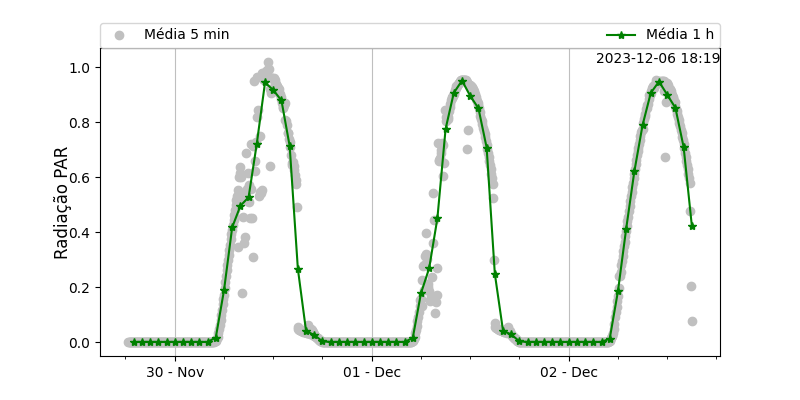 Média 5 min
Média 1 h
2023-12-06 18:19
Radiação PAR
1.0
0.8
0.6
0.4
0.2
0.0
30 - Nov
01 - Dec
02 - Dec